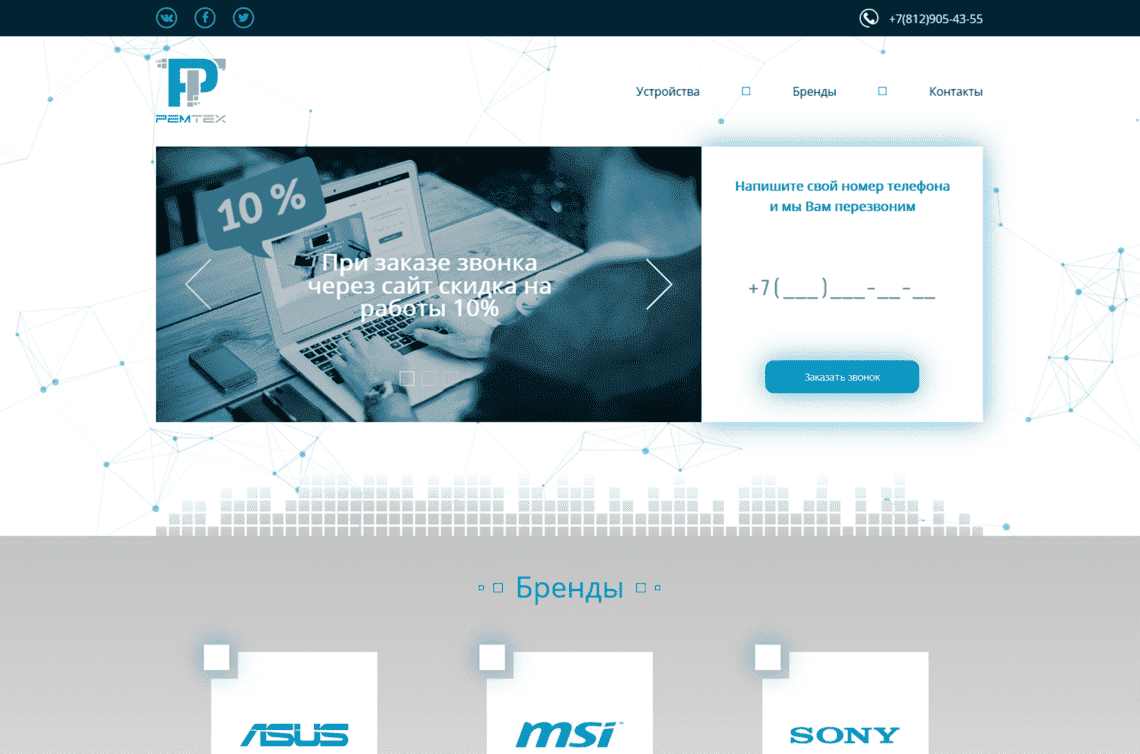 +7(812)905-43-55
РЕМТЕХ
Устройства
Бренды
Контакты
10 %
При заказе звонка
через сайт скидка на
работы 10%
Напишите свой номер телефона
и мы Вам перезвоним
+7(___)___-__-__
Заказать звонок
Бренды
ASUS
msi
SONY